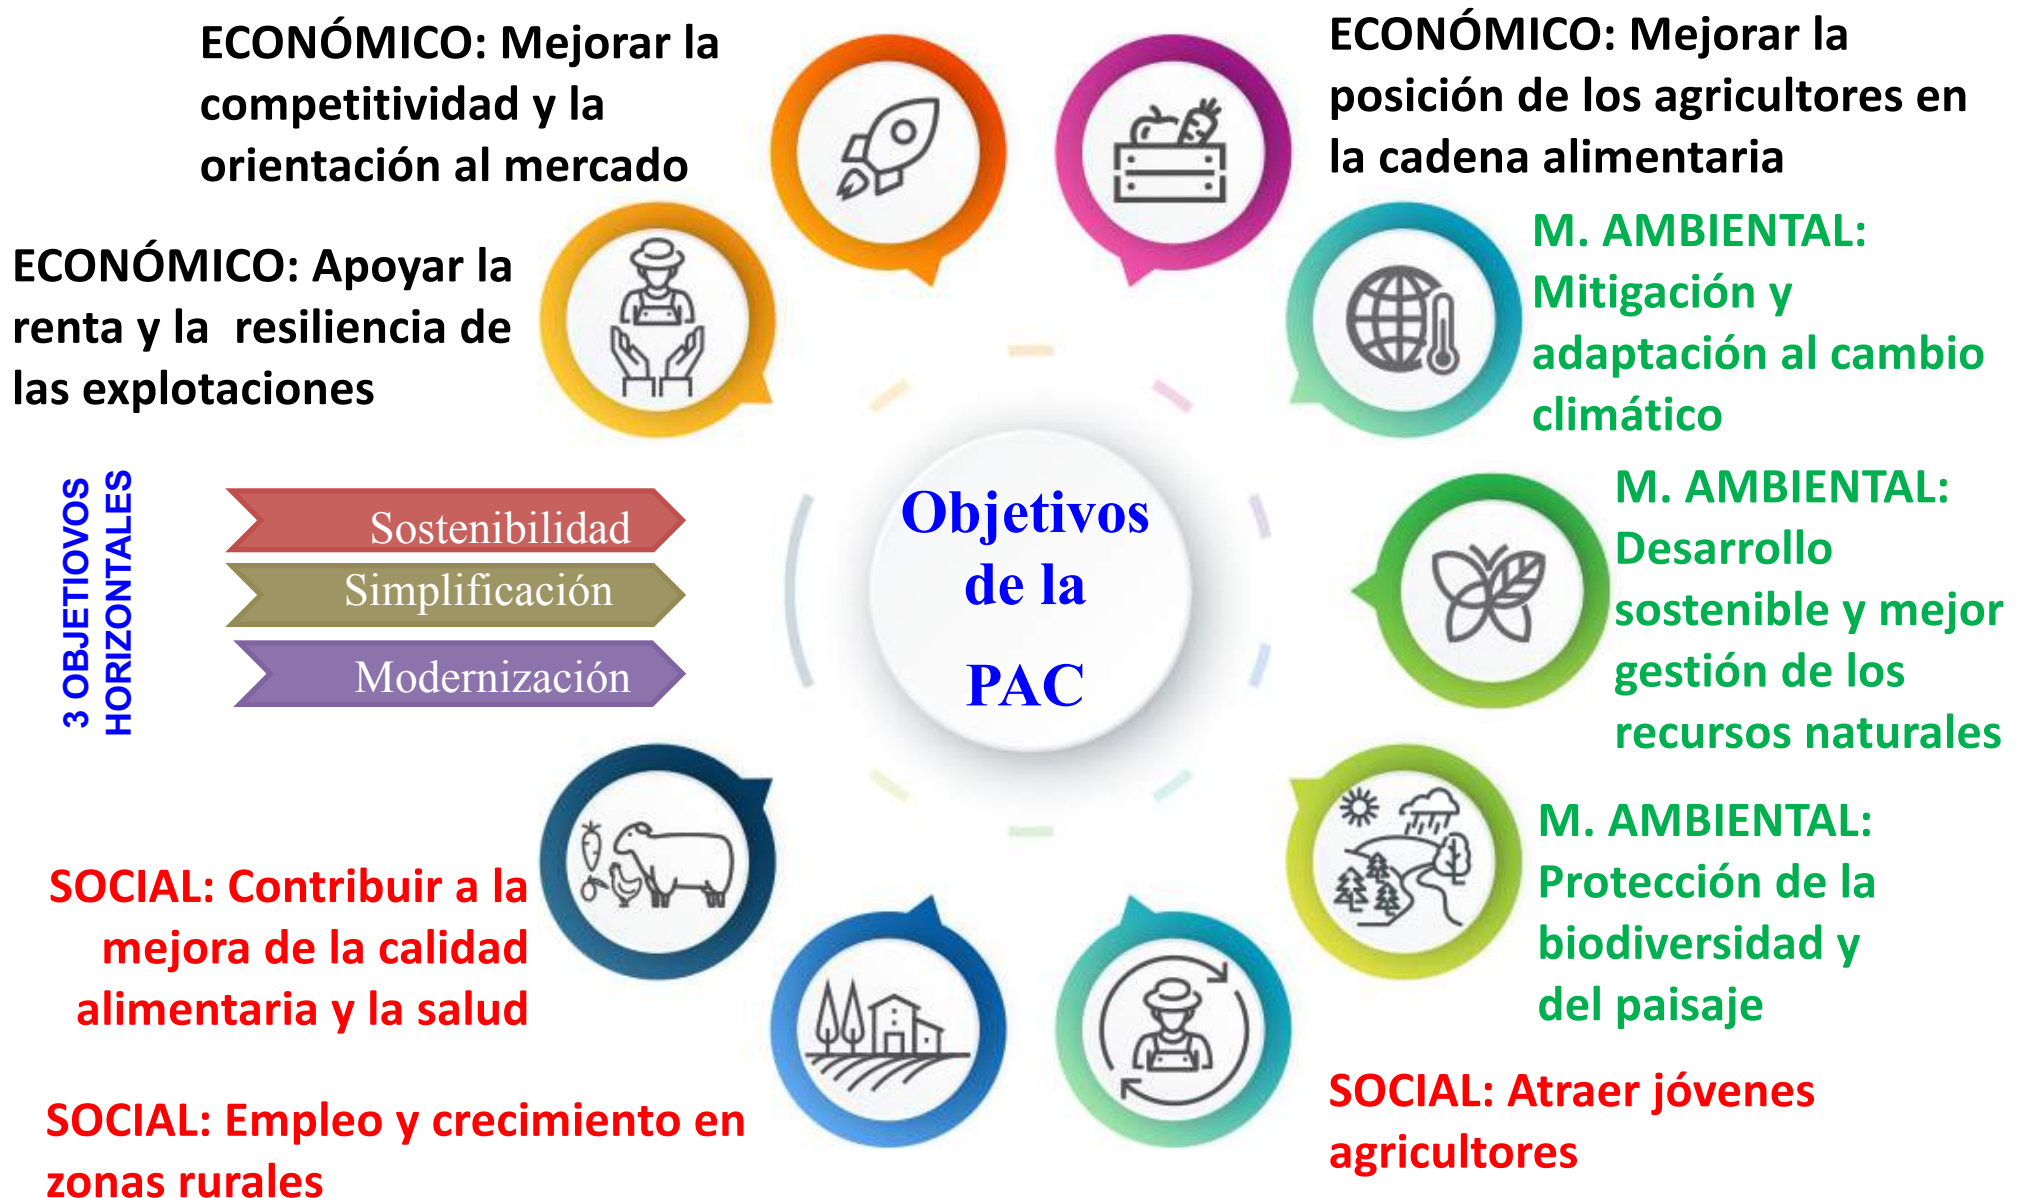 ECONÓMICO: Mejorar la
competitividad y la
orientación al mercado
ECONÓMICO: Mejorar la
posición de los agricultores en
la cadena alimentaria
ECONÓMICO: Apoyar la
renta y la  resiliencia de
las explotaciones
M. AMBIENTAL:
Mitigación y
adaptación al cambio
climático
3 OBJETIOVOS
HORIZONTALES
Sostenibilidad
Simplificación
Modernización
Objetivos
de la
PAC
M. AMBIENTAL:
Desarrollo
sostenible y mejor
gestión de los
recursos naturales
M. AMBIENTAL:
Protección de la
biodiversidad y
del paisaje
SOCIAL: Contribuir a la
mejora de la calidad
alimentaria y la salud
SOCIAL: Empleo y crecimiento en
zonas rurales
SOCIAL: Atraer jóvenes
agricultores